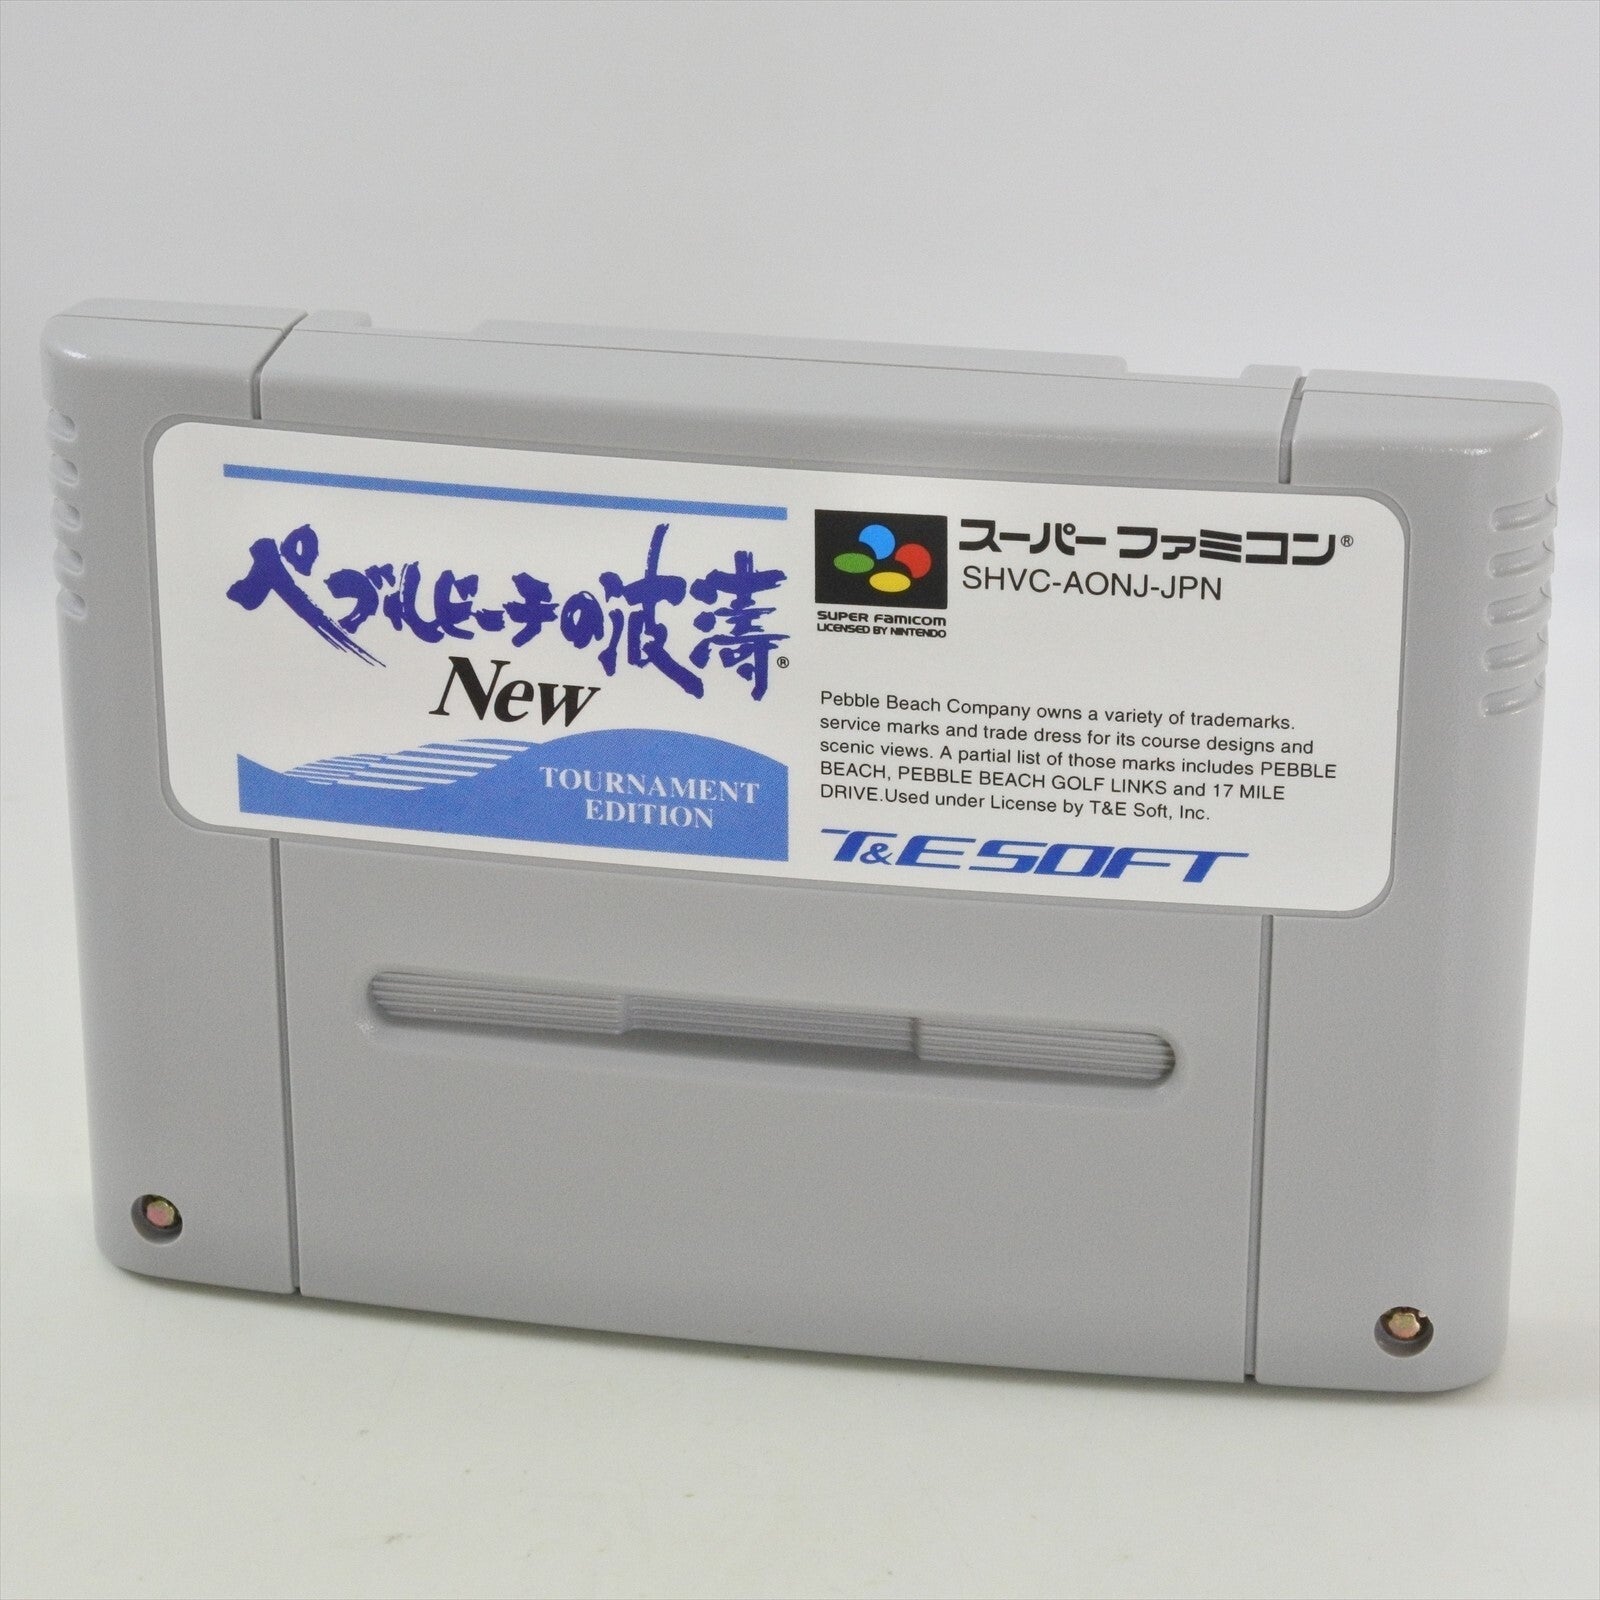 ペブルビーチの波濤®
New
TOURNAMENT
EDITION
スーパーファミコン®
SHVC-AONJ-JPN
SUPER FAMICOM
LICENSED BY NINTENDO
Pebble Beach Company owns a variety of trademarks.
service marks and trade dress for its course designs and
scenic views. A partial list of those marks includes PEBBLE
BEACH, PEBBLE BEACH GOLF LINKS and 17 MILE
DRIVE.Used under License by T&E Soft, Inc.
T&E SOFT